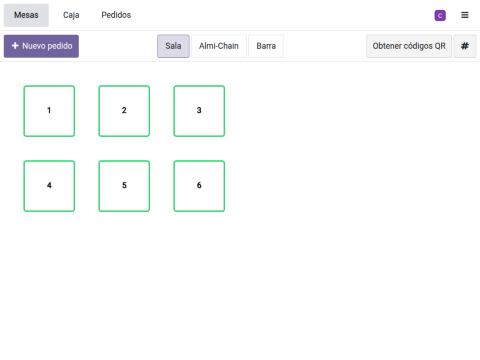 Mesas Caja Pedidos C
+ Nuevo pedido Sala Almi-Chain Barra Obtener códigos QR #
1 2 3
4 5 6